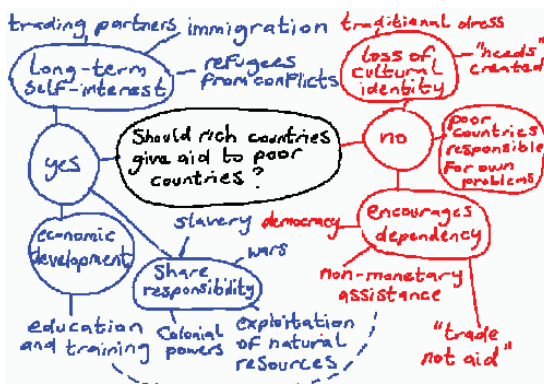 trading partners
immigration
long-term
self-interest
refugees
from conflicts
yes
Should rich countries
give aid to poor
countries?
economic
development
education
and training
Share
responsibility
slavery
wars
Colonial
powers
exploitation
of natural
resources
no
traditional dress
loss of
cultural
identity
"needs"
created
poor
countries
responsible
for own
problems
encourages
dependency
democracy
non-monetary
assistance
"trade
not aid"